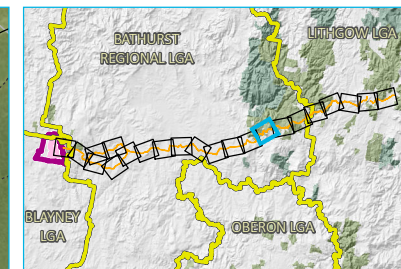 BATHURST
REGIONAL LGA
LITHGOW LGA
BLAYNEY
LGA
OBERON LGA